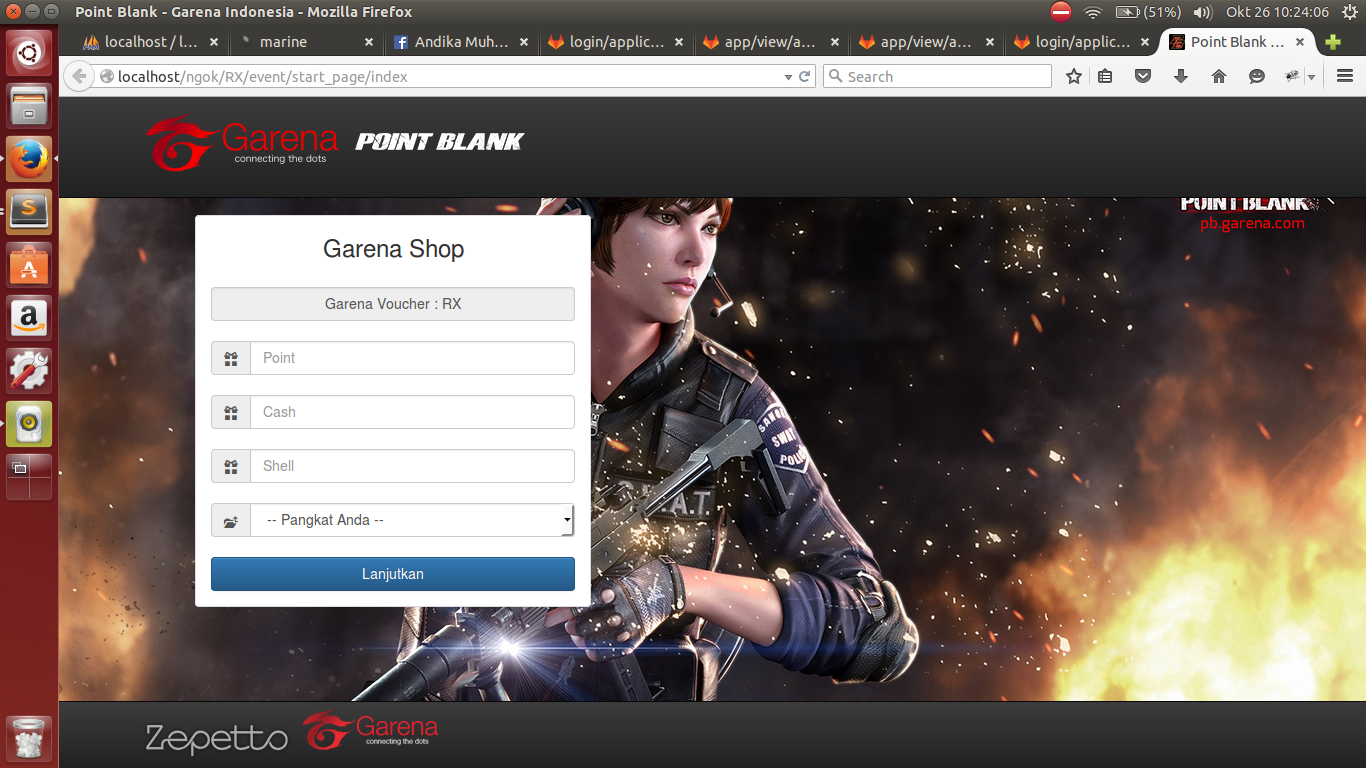 Point Blank - Garena Indonesia - Mozilla Firefox
(51%) Okt 26 10:24:06
localhost / l...
marine
Andika Muh...
login/applic...
app/view/a...
app/view/a...
login/applic...
Point Blank ...
localhost/ngok/RX/event/start_page/index
Search
Garena
connecting the dots
POINT BLANK
POINT BLANK
pb.garena.com
Garena Shop
Garena Voucher : RX
Point
Cash
Shell
-- Pangkat Anda --
Lanjutkan
SWAT
POLICE
S.W.A.T.
Zepetto
Garena
connecting the dots